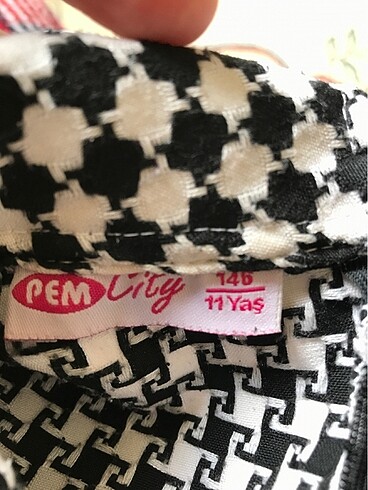 PEM City
146
11 Yaş